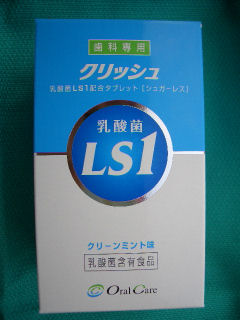 歯科専用
クリッシュ
乳酸菌LS1配合タブレット［シュガーレス］
乳酸菌
LS1
クリーンミント味
乳酸菌含有食品
Oral Care